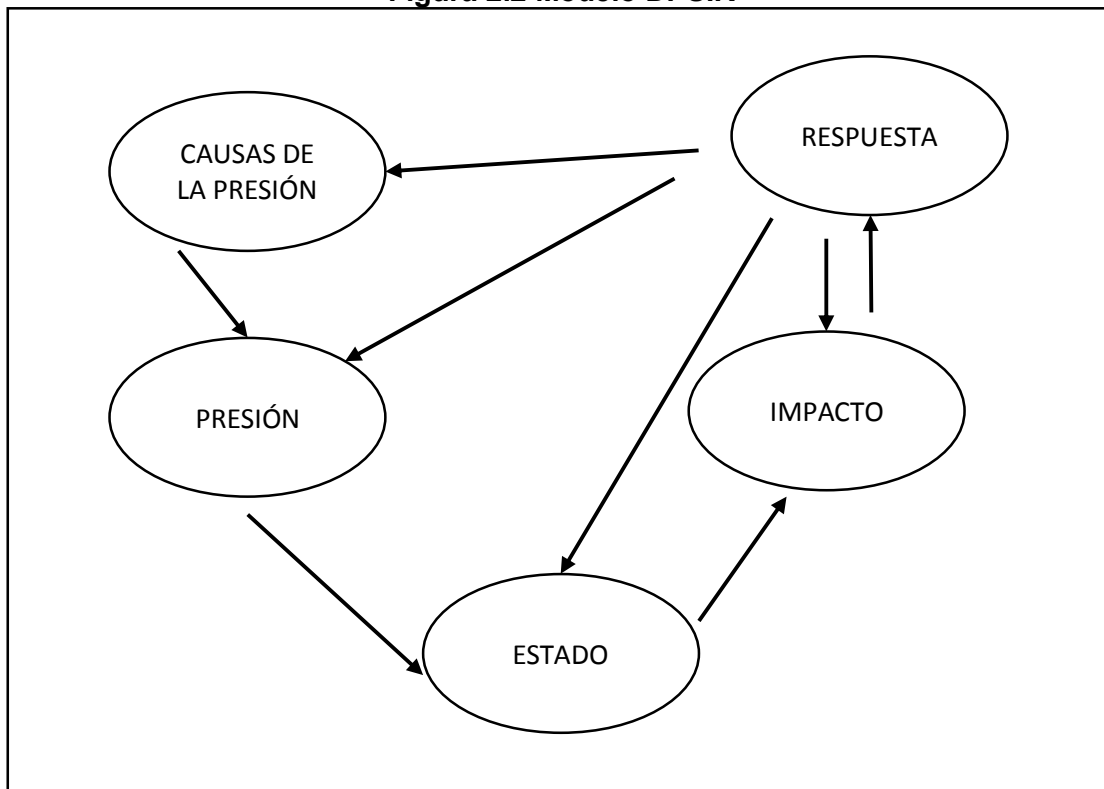 CAUSAS DE
LA PRESIÓN
RESPUESTA
PRESIÓN
IMPACTO
ESTADO